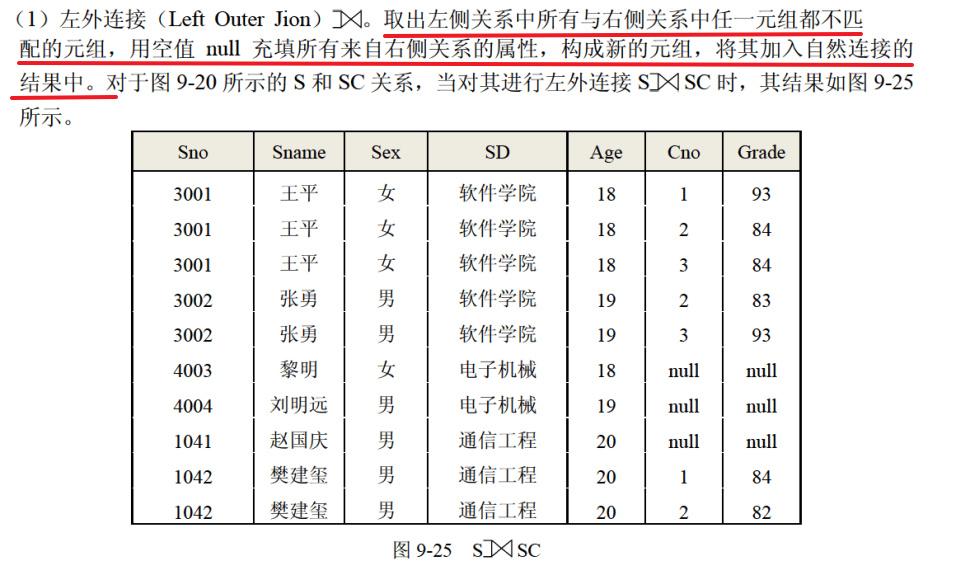 （1）左外连接（Left Outer Jion）⟕。取出左侧关系中所有与右侧关系中任一元组都不匹
配的元组，用空值 null 充填所有来自右侧关系的属性，构成新的元组，将其加入自然连接的
结果中。对于图 9-20 所示的 S 和 SC 关系，当对其进行左外连接 S⟕SC 时，其结果如图 9-25
所示。
Sno Sname Sex SD Age Cno Grade
3001 王平 女 软件学院 18 1 93
3001 王平 女 软件学院 18 2 84
3001 王平 女 软件学院 18 3 84
3002 张勇 男 软件学院 19 2 83
3002 张勇 男 软件学院 19 3 93
4003 黎明 女 电子机械 18 null null
4004 刘明远 男 电子机械 19 null null
1041 赵国庆 男 通信工程 20 null null
1042 樊建玺 男 通信工程 20 1 84
1042 樊建玺 男 通信工程 20 2 82
图 9-25 S⟕SC